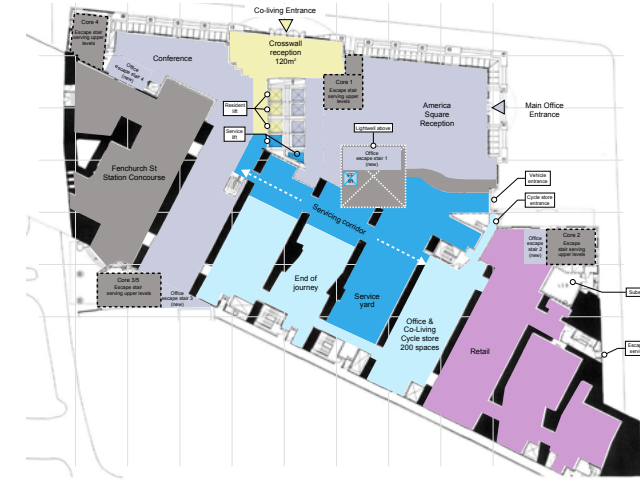 Co-living Entrance
Core 4
Escape stair
serving upper
levels
Conference
Crosswall
reception
120m²
Office
escape stair 4
(new)
Core 1
Escape stair
serving upper
levels
Resident
lift
America
Square
Reception
Main Office
Entrance
Service
lift
Lightwell above
Office
escape stair 1
(new)
Fenchurch St
Station Concourse
Vehicle
entrance
Cycle store
entrance
Servicing corridor
Office
escape
stair 2
(new)
Core 2
Escape
stair
serving upper
levels
Core 3/5
Escape stair
serving upper levels
End of
journey
Office
escape stair 3
(new)
Service
yard
Office &
Co-Living
Cycle store
200 spaces
Retail
Subs
Escap
servi